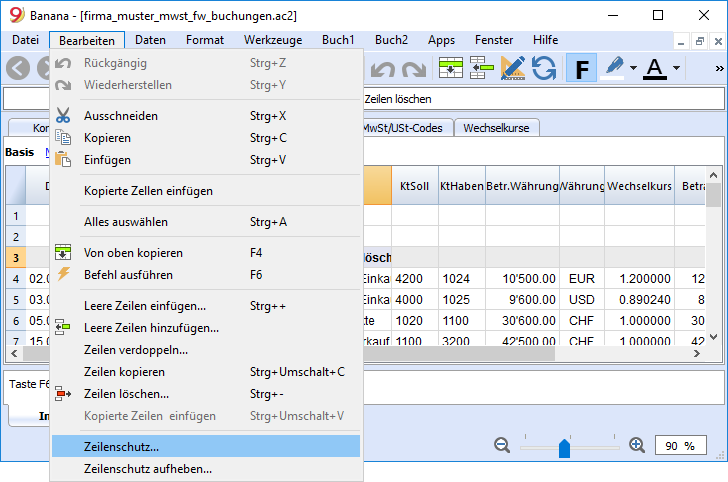 Banana - [firma_muster_mwst_fw_buchungen.ac2]
Datei Bearbeiten Daten Format Werkzeuge Buch1 Buch2 Apps Fenster Hilfe
Rückgängig Strg+Z
Wiederherstellen Strg+Y
F A »
Ausschneiden Strg+X
Zeilen löschen
Kopieren Strg+C
MwSt/USt-Codes Wechselkurse
Einfügen Strg+V
Basis
Kopierte Zellen einfügen
KtSoll KtHaben Betr.Währung Währung Wechselkurs Betra
Alles auswählen Strg+A
1
2
Von oben kopieren F4
3 lösch
Befehl ausführen F6
4 02.0 Einka 4200 1024 10'500.00 EUR 1.200000 12
5 03.0 Einka 4000 1025 9'600.00 USD 0.890240 8
Leere Zeilen einfügen... Strg++
6 05.0 te 1020 1100 30'600.00 CHF 1.000000 30
Leere Zeilen hinzufügen...
7 15.0 rkauf 1100 3200 42'500.00 CHF 1.000000 42
Zeilen verdoppeln...
Zeilen kopieren Strg+Umschalt+C
Taste F6
Zeilen löschen... Strg+-
Kopierte Zeilen einfügen Strg+Umschalt+V
In
Zeilenschutz...
90 %
Zeilenschutz aufheben...